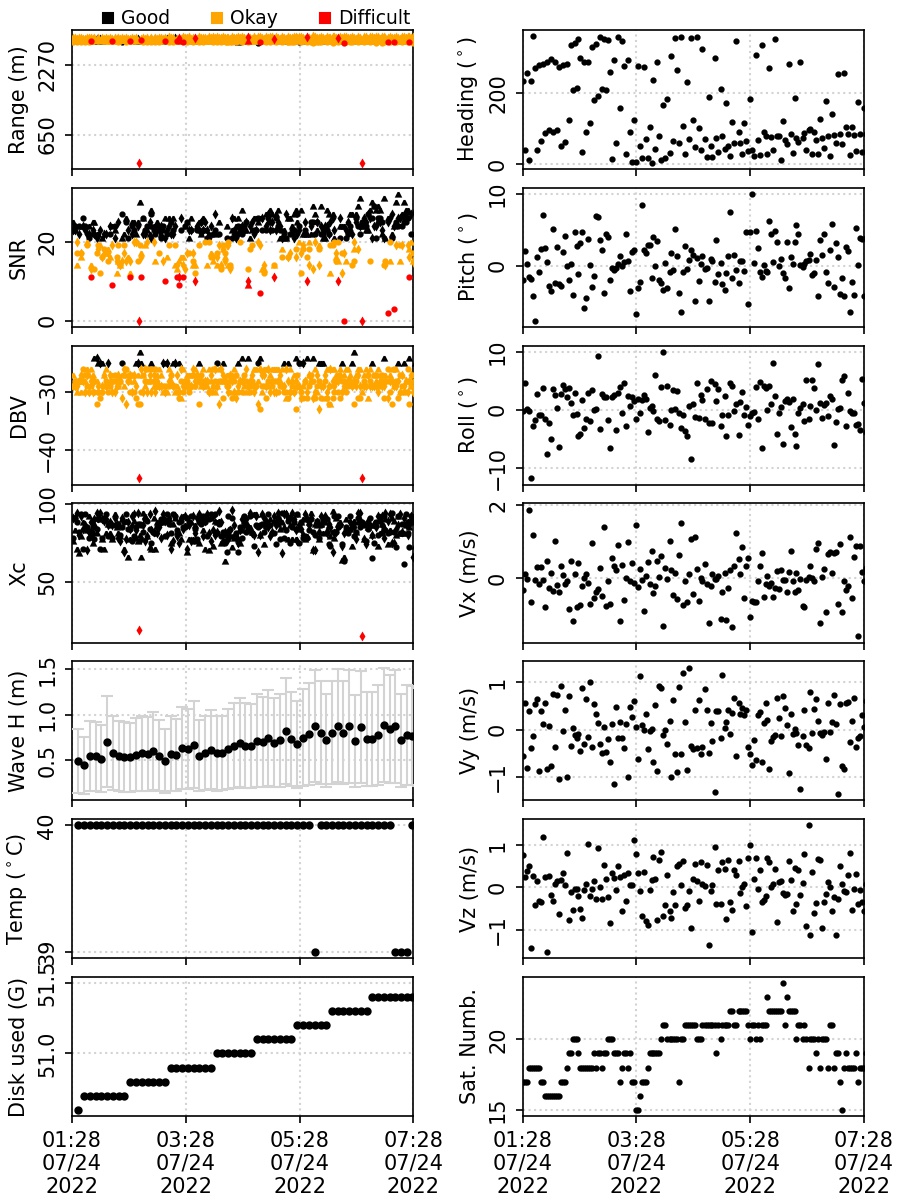 Good Okay Difficult
Range (m)
2270
650
Heading (°)
200
0
SNR
20
0
Pitch (°)
10
0
DBV
−30
−40
Roll (°)
10
0
−10
Xc
100
50
Vx (m/s)
2
0
Wave H (m)
1.5
1.0
0.5
Vy (m/s)
1
0
−1
Temp (°C)
40
39
Vz (m/s)
1
0
−1
Disk used (G)
51.5
51.0
Sat. Numb.
20
15
01:28 03:28 05:28 07:28 01:28 03:28 05:28 07:28
07/24 07/24 07/24 07/24 07/24 07/24 07/24 07/24
2022 2022 2022 2022 2022 2022 2022 2022